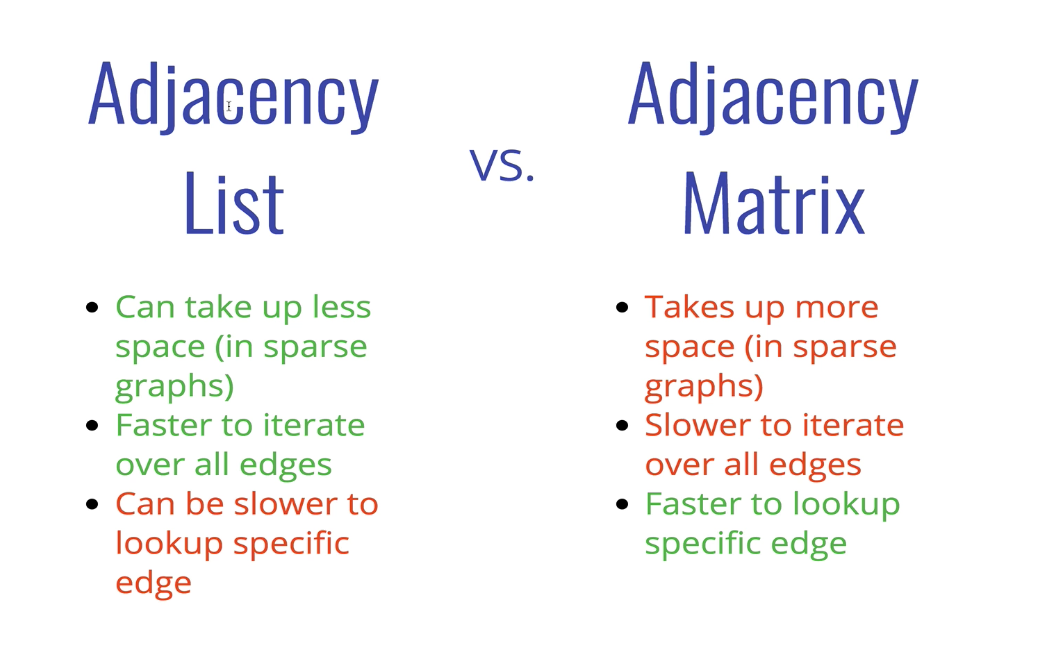 Adjacency
List
vs.
Adjacency
Matrix
Can take up less
space (in sparse
graphs)
Faster to iterate
over all edges
Can be slower to
lookup specific
edge
Takes up more
space (in sparse
graphs)
Slower to iterate
over all edges
Faster to lookup
specific edge